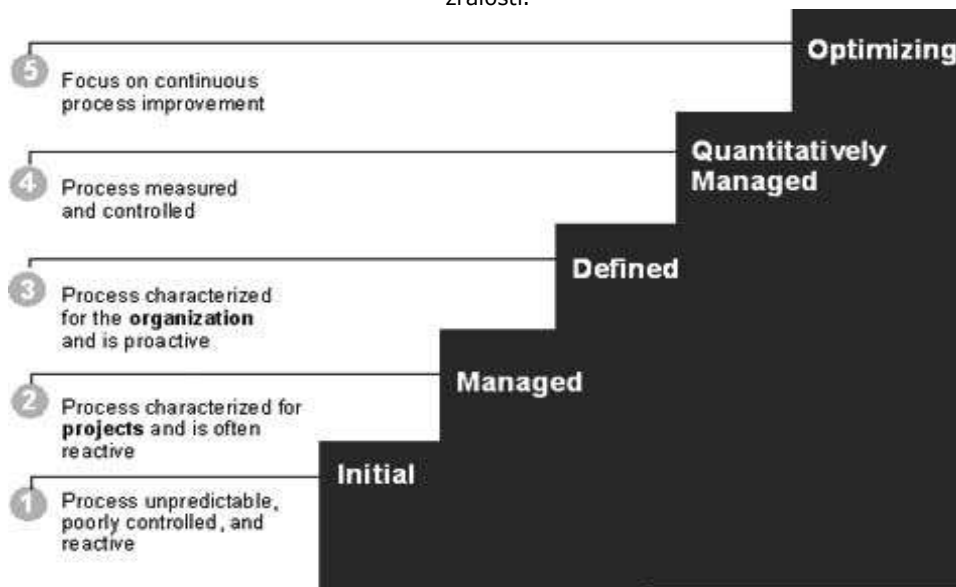 zralosti.
Optimizing
5
Focus on continuous
process improvement
Quantitatively
Managed
4
Process measured
and controlled
Defined
3
Process characterized
for the organization
and is proactive
Managed
2
Process characterized for
projects and is often
reactive
Initial
1
Process unpredictable,
poorly controlled, and
reactive